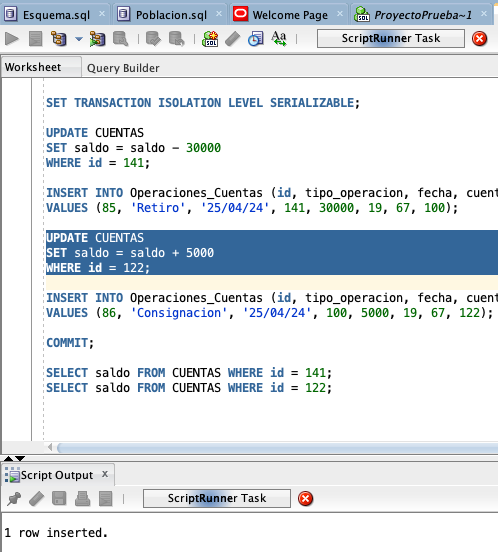 Esquema.sql
Poblacion.sql
Welcome Page
ProyectoPrueba~1
SQL
Aa
ScriptRunner Task
Worksheet
Query Builder
SET TRANSACTION ISOLATION LEVEL SERIALIZABLE;
UPDATE CUENTAS
SET saldo = saldo - 30000
WHERE id = 141;
INSERT INTO Operaciones_Cuentas (id, tipo_operacion, fecha, cuent
VALUES (85, 'Retiro', '25/04/24', 141, 30000, 19, 67, 100);
UPDATE CUENTAS
SET saldo = saldo + 5000
WHERE id = 122;
INSERT INTO Operaciones_Cuentas (id, tipo_operacion, fecha, cuent
VALUES (86, 'Consignacion', '25/04/24', 100, 5000, 19, 67, 122);
COMMIT;
SELECT saldo FROM CUENTAS WHERE id = 141;
SELECT saldo FROM CUENTAS WHERE id = 122;
Script Output
ScriptRunner Task
1 row inserted.